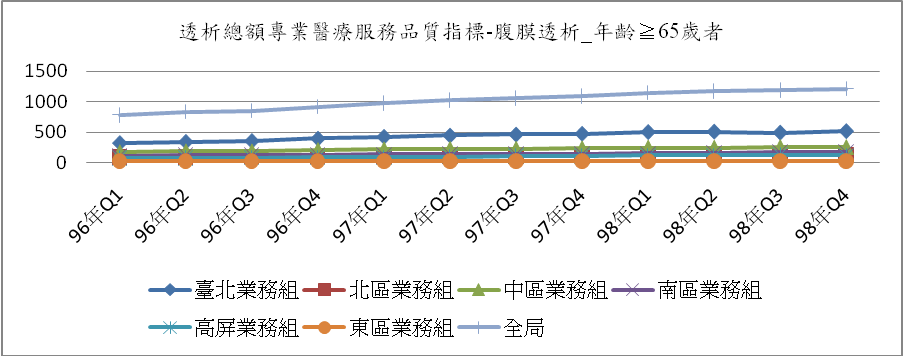 透析總額專業醫療服務品質指標-腹膜透析_年齡≧65歲者
1500
1000
500
0
96年Q1
96年Q2
96年Q3
96年Q4
97年Q1
97年Q2
97年Q3
97年Q4
98年Q1
98年Q2
98年Q3
98年Q4
臺北業務組 北區業務組 中區業務組 南區業務組
高屏業務組 東區業務組 全局